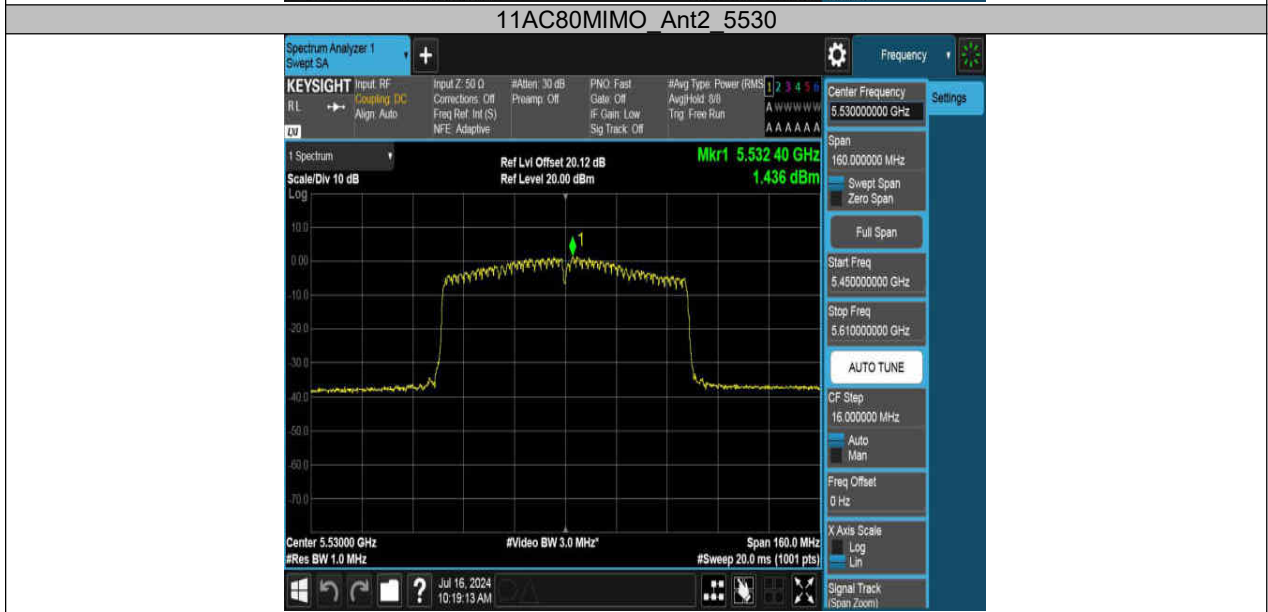 11AC80MIMO_Ant2_5530
Spectrum Analyzer 1
Swept SA
+
Frequency
KEYSIGHT
RL
LXI
Input: RF
Coupling: DC
Align: Auto
Input Z: 50 Ω
Corrections: Off
Freq Ref: Int (S)
NFE: Adaptive
#Atten: 30 dB
Preamp: Off
PNO: Fast
Gate: Off
IF Gain: Low
Sig Track: Off
#Avg Type: Power (RMS
Avg|Hold: 8/8
Trig: Free Run
1 2 3 4 5 6
A W W W W W
A A A A A A
1 Spectrum
Scale/Div 10 dB
Log
Ref Lvl Offset 20.12 dB
Ref Level 20.00 dBm
Mkr1 5.532 40 GHz
1.436 dBm
1
10.0
0.00
-10.0
-20.0
-30.0
-40.0
-50.0
-60.0
-70.0
Center 5.53000 GHz
#Res BW 1.0 MHz
#Video BW 3.0 MHz*
Span 160.0 MHz
#Sweep 20.0 ms (1001 pts)
Center Frequency
5.530000000 GHz
Settings
Span
160.000000 MHz
Swept Span
Zero Span
Full Span
Start Freq
5.450000000 GHz
Stop Freq
5.610000000 GHz
AUTO TUNE
CF Step
16.000000 MHz
Auto
Man
Freq Offset
0 Hz
X Axis Scale
Log
Lin
Signal Track
(Span Zoom)
?
Jul 16, 2024
10:19:13 AM